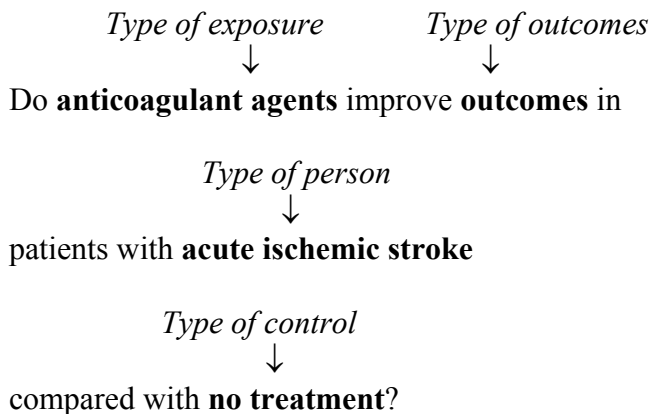 Type of exposure Type of outcomes
↓ ↓
Do anticoagulant agents improve outcomes in
Type of person
↓
patients with acute ischemic stroke
Type of control
↓
compared with no treatment?